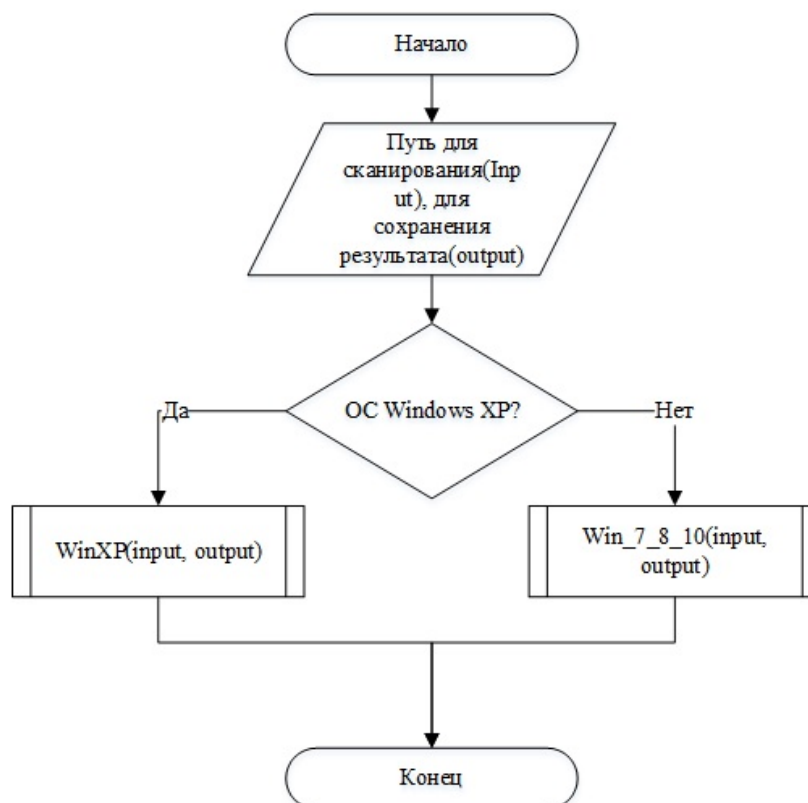 Начало
Путь для
сканирования(Inp
ut), для
сохранения
результата(output)
ОС Windows XP?
Да
Нет
WinXP(input, output)
Win_7_8_10(input,
output)
Конец